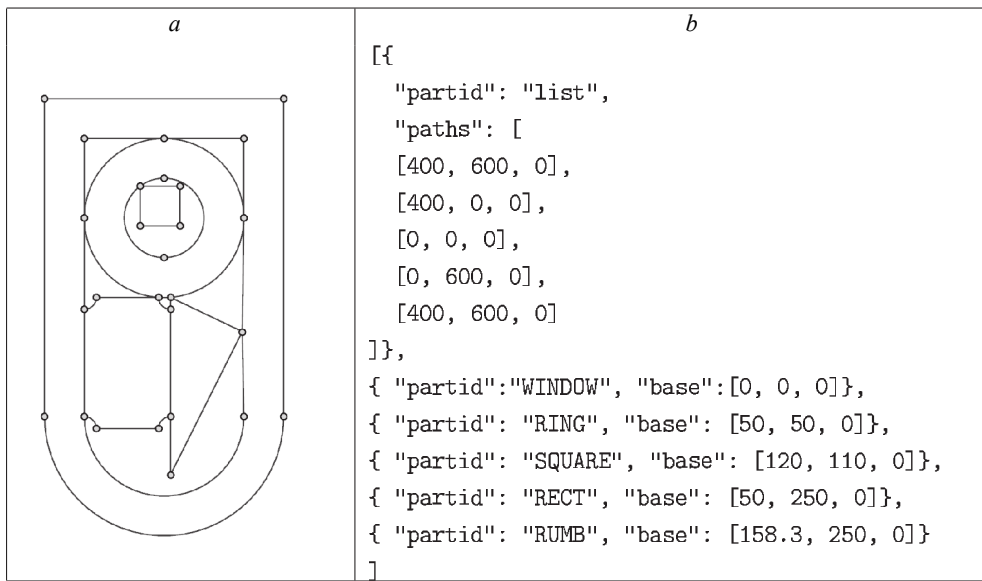 a
b
[{
"partid": "list",
"paths": [
[400, 600, 0],
[400, 0, 0],
[0, 0, 0],
[0, 600, 0],
[400, 600, 0]
]},
{ "partid":"WINDOW", "base":[0, 0, 0]},
{ "partid": "RING", "base": [50, 50, 0]},
{ "partid": "SQUARE", "base": [120, 110, 0]},
{ "partid": "RECT", "base": [50, 250, 0]},
{ "partid": "RUMB", "base": [158.3, 250, 0]}
]